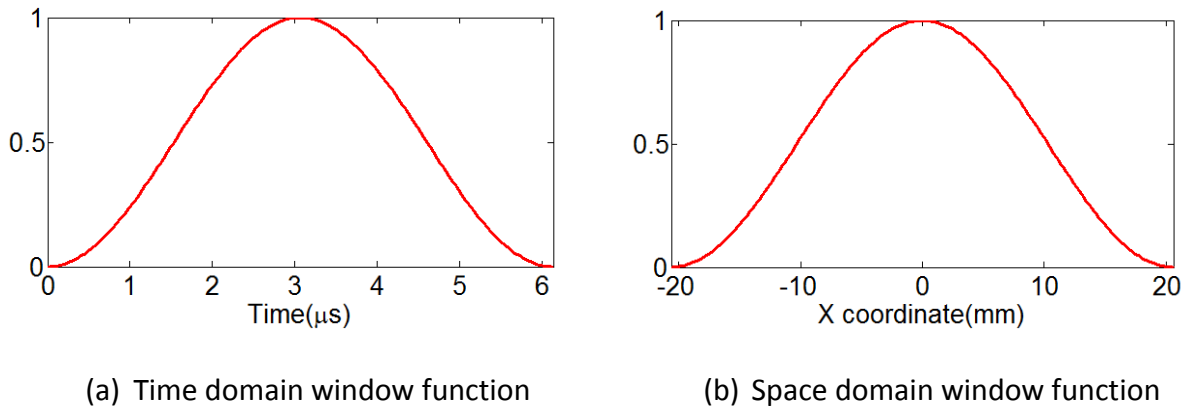 1
0.5
0
0 1 2 3 4 5 6
Time(μs)
(a) Time domain window function
1
0.5
0
-20 -10 0 10 20
X coordinate(mm)
(b) Space domain window function